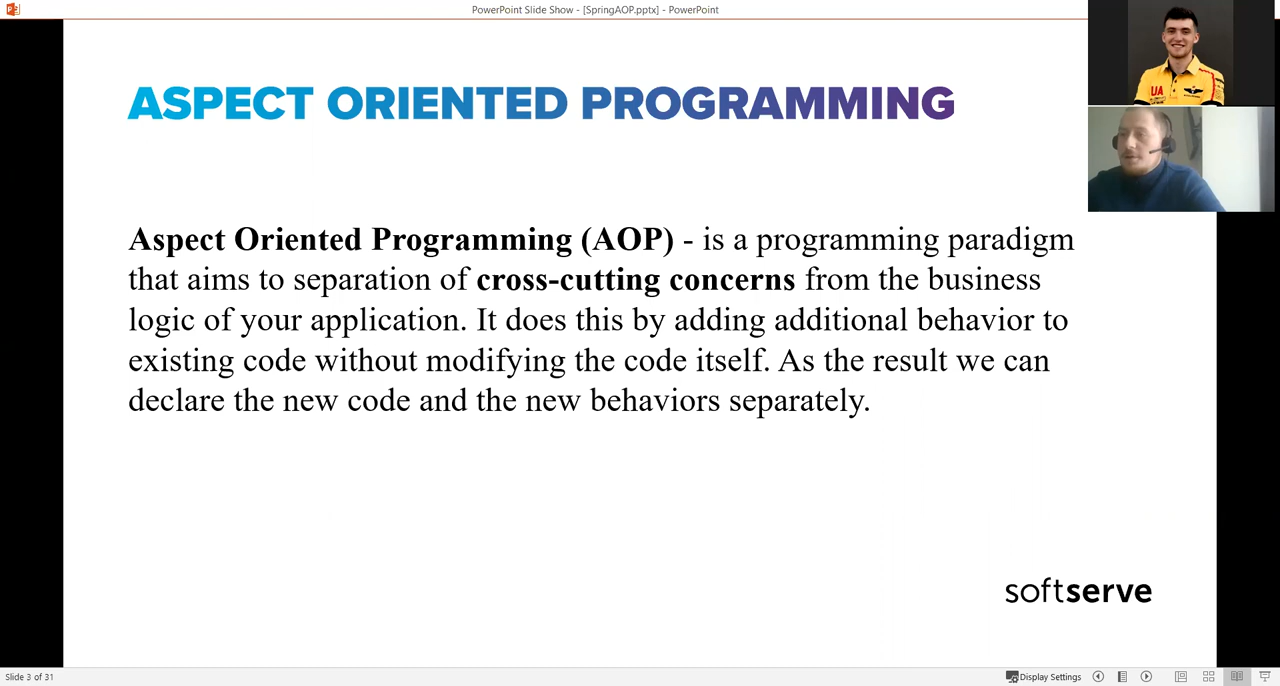 PowerPoint Slide Show - [SpringAOP.pptx] - PowerPoint
ASPECT ORIENTED PROGRAMMING
UA
Aspect Oriented Programming (AOP) - is a programming paradigm
that aims to separation of cross-cutting concerns from the business
logic of your application. It does this by adding additional behavior to
existing code without modifying the code itself. As the result we can
declare the new code and the new behaviors separately.
softserve
Slide 3 of 31
Display Settings